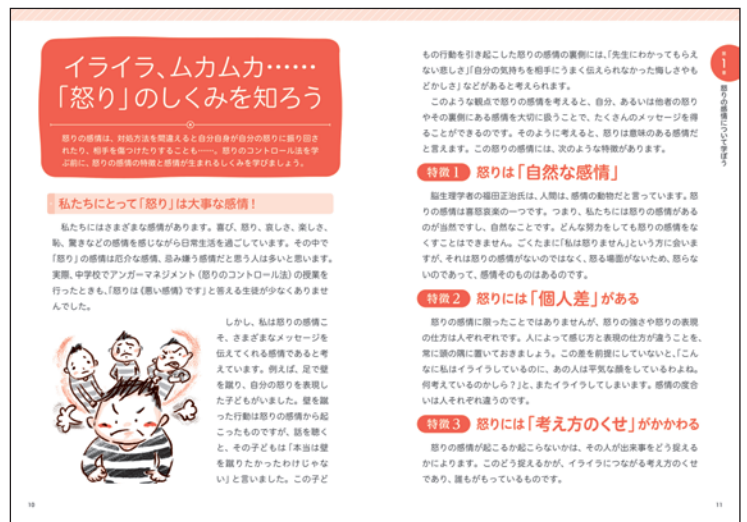 イライラ、ムカムカ……
「怒り」のしくみを知ろう
怒りの感情は、対処方法を間違えると自分自身が自分の怒りに振り回さ
れたり、相手を傷つけたりすることも――。怒りのコントロール法を学
ぶ前に、怒りの感情の特徴と感情が生まれるしくみを学びましょう。
私たちにとって「怒り」は大事な感情！
私たちにはさまざまな感情があります。喜び、怒り、哀しさ、楽しさ、
恥、驚きなどの感情を感じながら日常生活を過ごしています。その中で
「怒り」の感情は厄介な感情、忌み嫌う感情だと思う人は多いと思います。
実際、中学校でアンガーマネジメント（怒りのコントロール法）の授業を
行ったときも、「怒りは《悪い感情》です」と答える生徒が少なくありませ
んでした。
しかし、私は怒りの感情こ
そ、さまざまなメッセージを
伝えてくれる感情であると考
えています。例えば、足で壁
を蹴り、自分の怒りを表現し
た子どもがいました。壁を蹴
った行動は怒りの感情から起
こったものですが、話を聴く
と、その子どもは「本当は壁
を蹴りたかったわけじゃな
い」と言いました。この子ど
10
もの行動を引き起こした怒りの感情の裏側には、「先生にわかってもらえ
ない悲しさ」「自分の気持ちを相手にうまく伝えられなかった悔しさやも
どかしさ」などがあると考えられます。
このような観点で怒りの感情を考えると、自分、あるいは他者の怒り
やその裏側にある感情を大切に扱うことで、たくさんのメッセージを得
ることができるのです。そのように考えると、怒りは意味のある感情だ
と言えます。この怒りの感情には、次のような特徴があります。
特徴1 怒りは「自然な感情」
脳生理学者の福田正治氏は、人間は、感情の動物だと言っています。怒
りの感情は喜怒哀楽の一つです。つまり、私たちには怒りの感情がある
のが当然ですし、自然なことです。どんな努力をしても怒りの感情をな
くすことはできません。ごくたまに「私は怒りません」という方に会いま
すが、それは怒りの感情がないのではなく、怒る場面がないため、怒らな
いのであって、感情そのものはあるのです。
特徴2 怒りには「個人差」がある
怒りの感情に限ったことではありませんが、怒りの強さや怒りの表現
の仕方は人それぞれです。人によって感じ方と表現の仕方が違うことを、
常に頭の隅に置いておきましょう。この差を前提にしていないと、「こん
なに私はイライラしているのに、あの人は平気な顔をしているわよね。
何考えているのかしら？」と、またイライラしてしまいます。感情の度合
いは人それぞれ違うのです。
特徴3 怒りには「考え方のくせ」がかかわる
怒りの感情が起こるか起こらないかは、その人が出来事をどう捉える
かによります。このどう捉えるかが、イライラにつながる考え方のくせ
であり、誰もがもっているものです。
第1章
怒りの感情について学ぼう
11